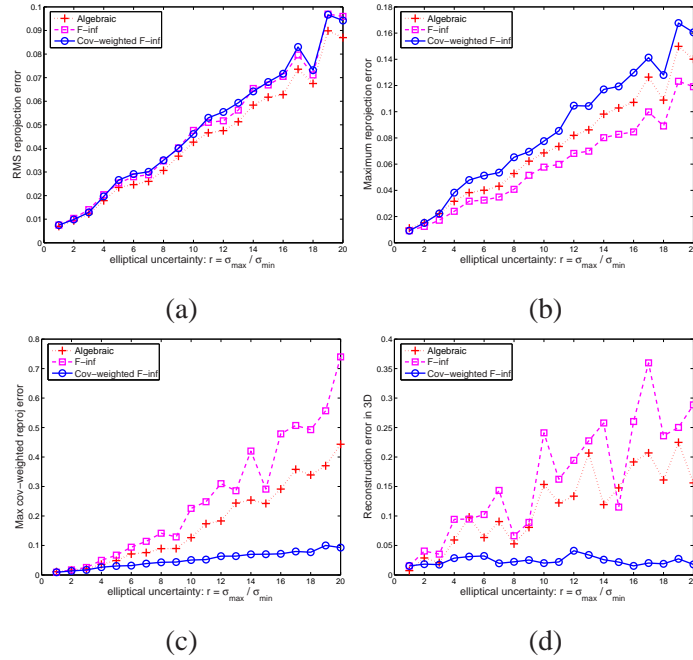 0.1
0.09
0.08
0.07
0.06
0.05
0.04
0.03
0.02
0.01
0
RMS reprojection error
Algebraic
F−inf
Cov−weighted F−inf
0 2 4 6 8 10 12 14 16 18 20
elliptical uncertainty: r = σmax / σmin
(a)
0.18
0.16
0.14
0.12
0.1
0.08
0.06
0.04
0.02
0
Maximum reprojection error
Algebraic
F−inf
Cov−weighted F−inf
0 2 4 6 8 10 12 14 16 18 20
elliptical uncertainty: r = σmax / σmin
(b)
0.8
0.7
0.6
0.5
0.4
0.3
0.2
0.1
0
Max cov−weighted reproj error
Algebraic
F−inf
Cov−weighted F−inf
0 2 4 6 8 10 12 14 16 18 20
elliptical uncertainty: r = σmax / σmin
(c)
0.4
0.35
0.3
0.25
0.2
0.15
0.1
0.05
0
Reconstruction error in 3D
Algebraic
F−inf
Cov−weighted F−inf
0 2 4 6 8 10 12 14 16 18 20
elliptical uncertainty: r = σmax / σmin
(d)